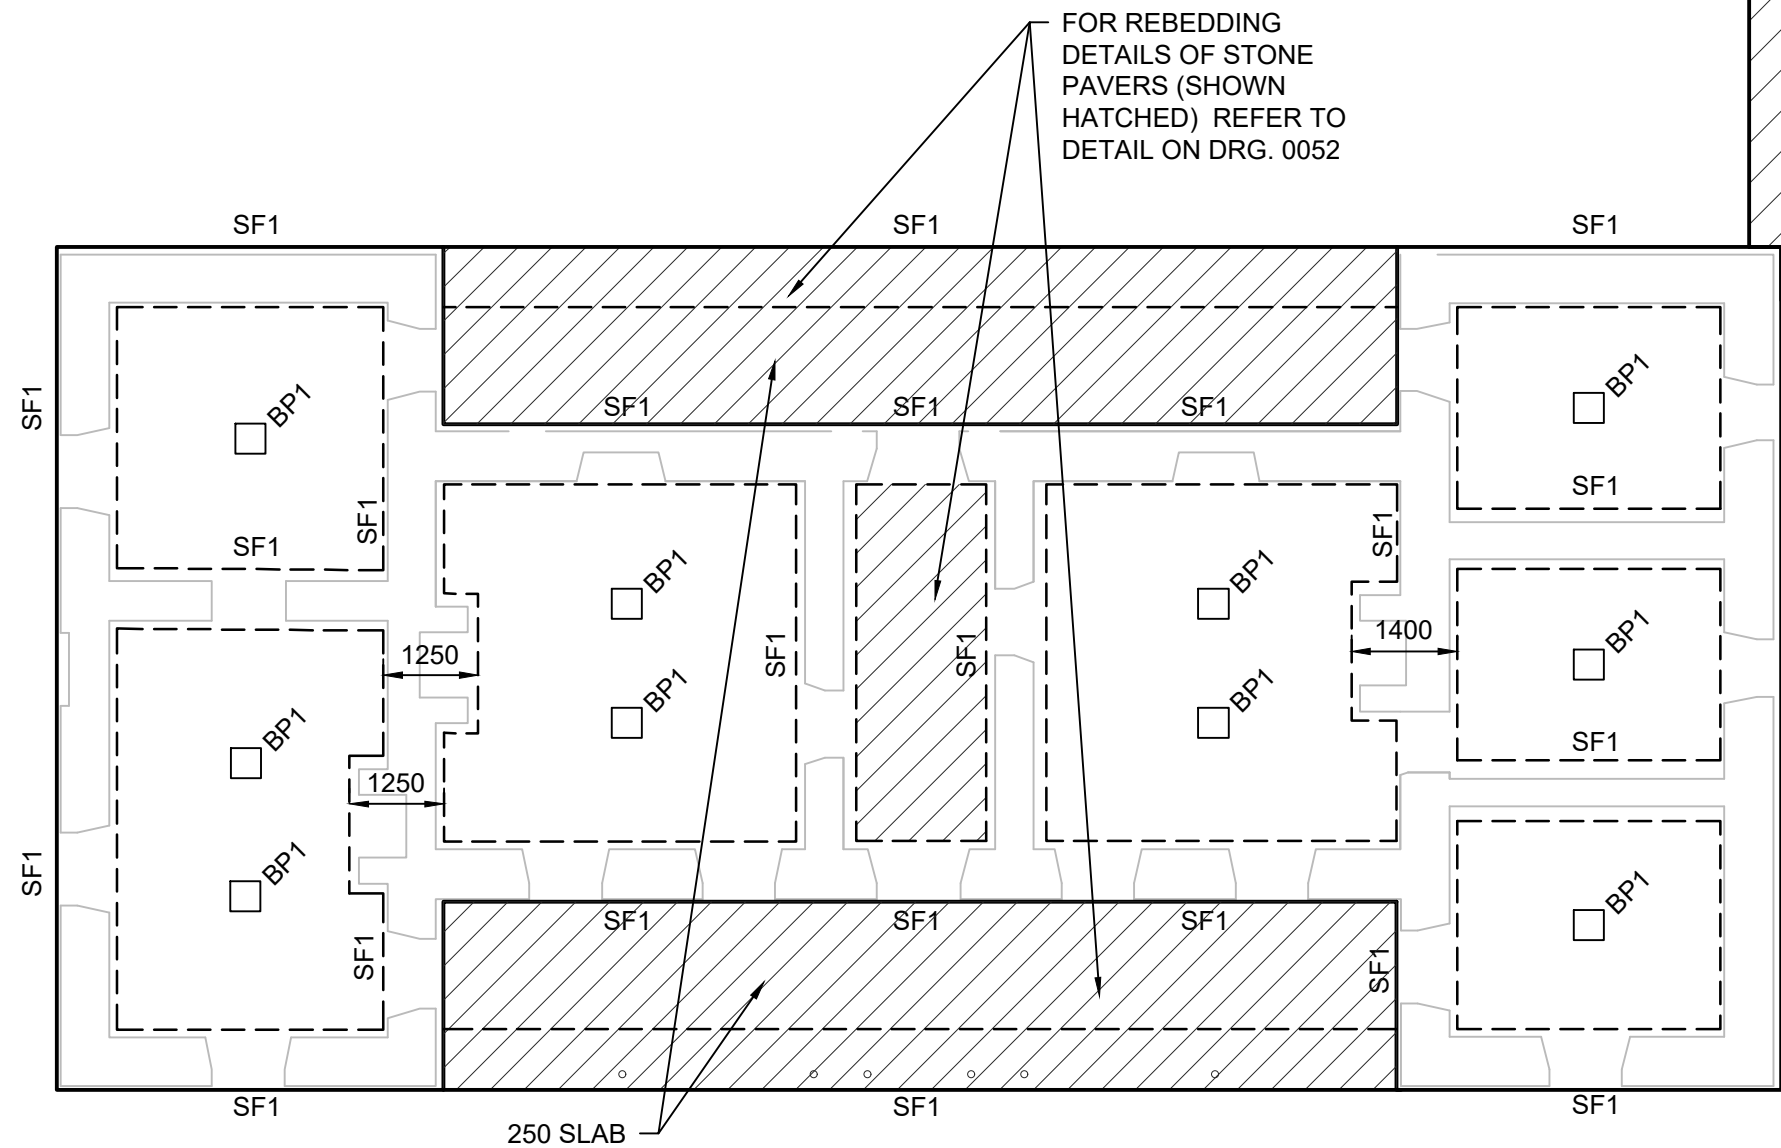 FOR REBEDDING
DETAILS OF STONE
PAVERS (SHOWN
HATCHED) REFER TO
DETAIL ON DRG. 0052
SF1
SF1
SF1
SF1
BP1
BP1
SF1
SF1
SF1
SF1
SF1
SF1
SF1
BP1
BP1
SF1
1250
SF1
SF1
1400
BP1
BP1
BP1
BP1
BP1
SF1
1250
SF1
BP1
BP1
SF1
SF1
SF1
SF1
SF1
SF1
SF1
SF1
250 SLAB